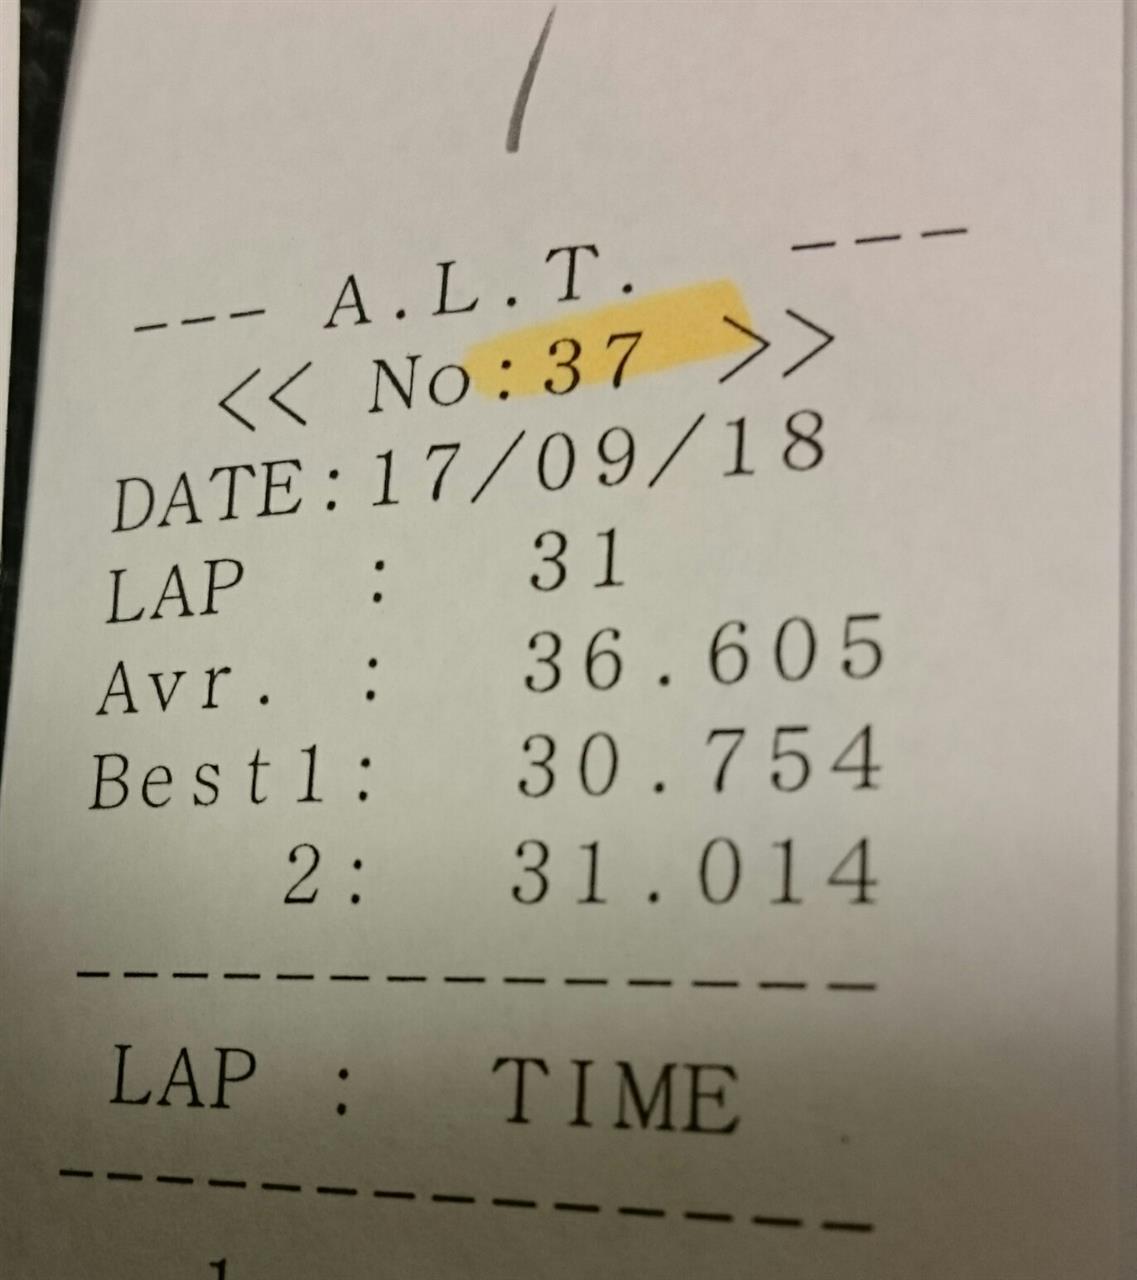 --- A.L.T. ---
<< No:37 >>
DATE:17/09/18
LAP : 31
Avr. : 36.605
Best1: 30.754
2: 31.014
----------------
LAP : TIME
----------------
1